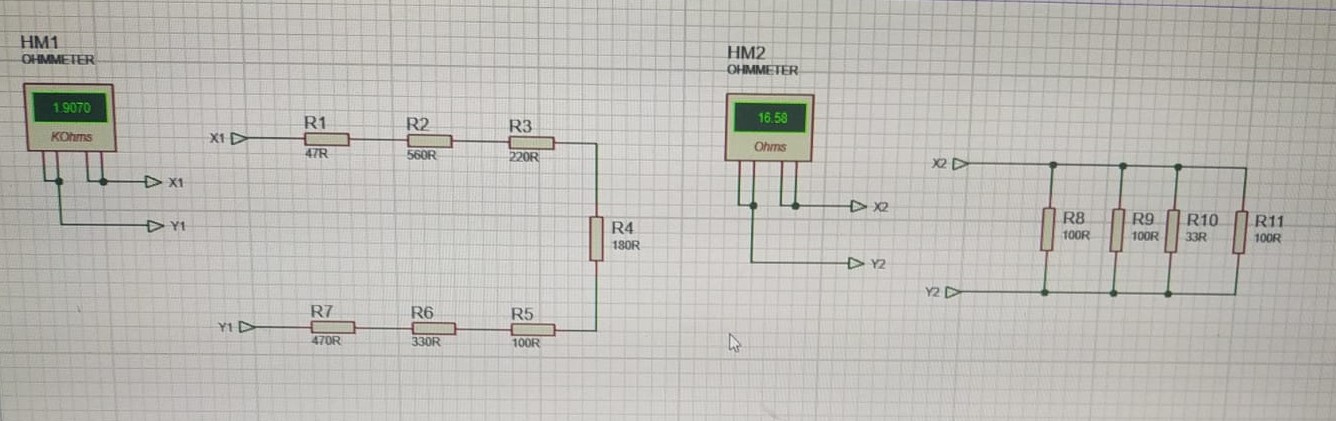 HM1
OHMMETER
1.9070
KOhms
X1
Y1
X1
R1
47R
R2
560R
R3
220R
R4
180R
Y1
R7
470R
R6
330R
R5
100R
HM2
OHMMETER
16.58
Ohms
X2
Y2
X2
R8
100R
R9
100R
R10
33R
R11
100R
Y2